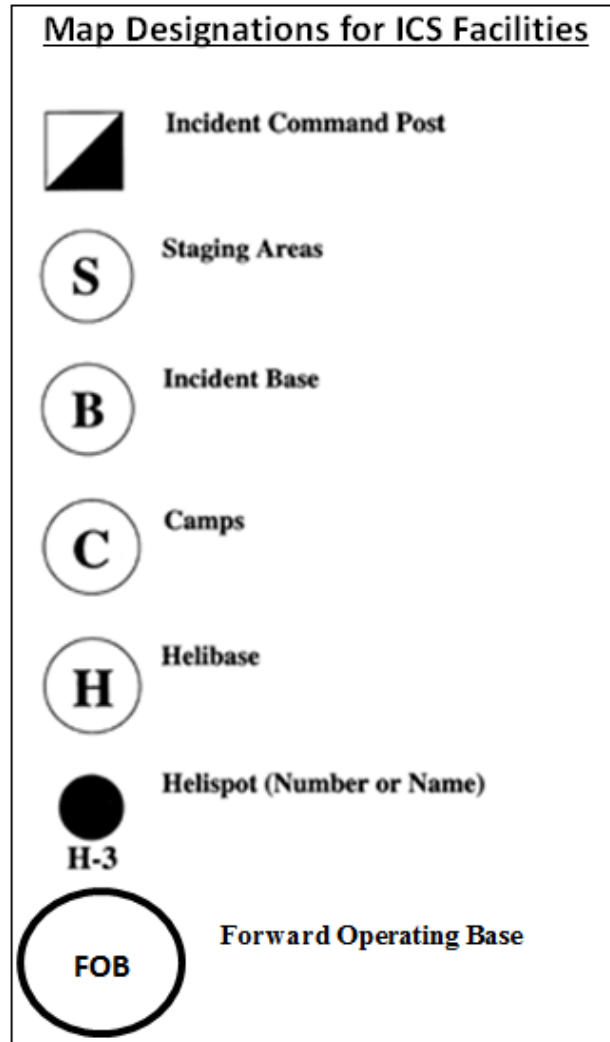 Map Designations for ICS Facilities
Incident Command Post
S
Staging Areas
B
Incident Base
C
Camps
H
Helibase
Helispot (Number or Name)
H-3
FOB
Forward Operating Base